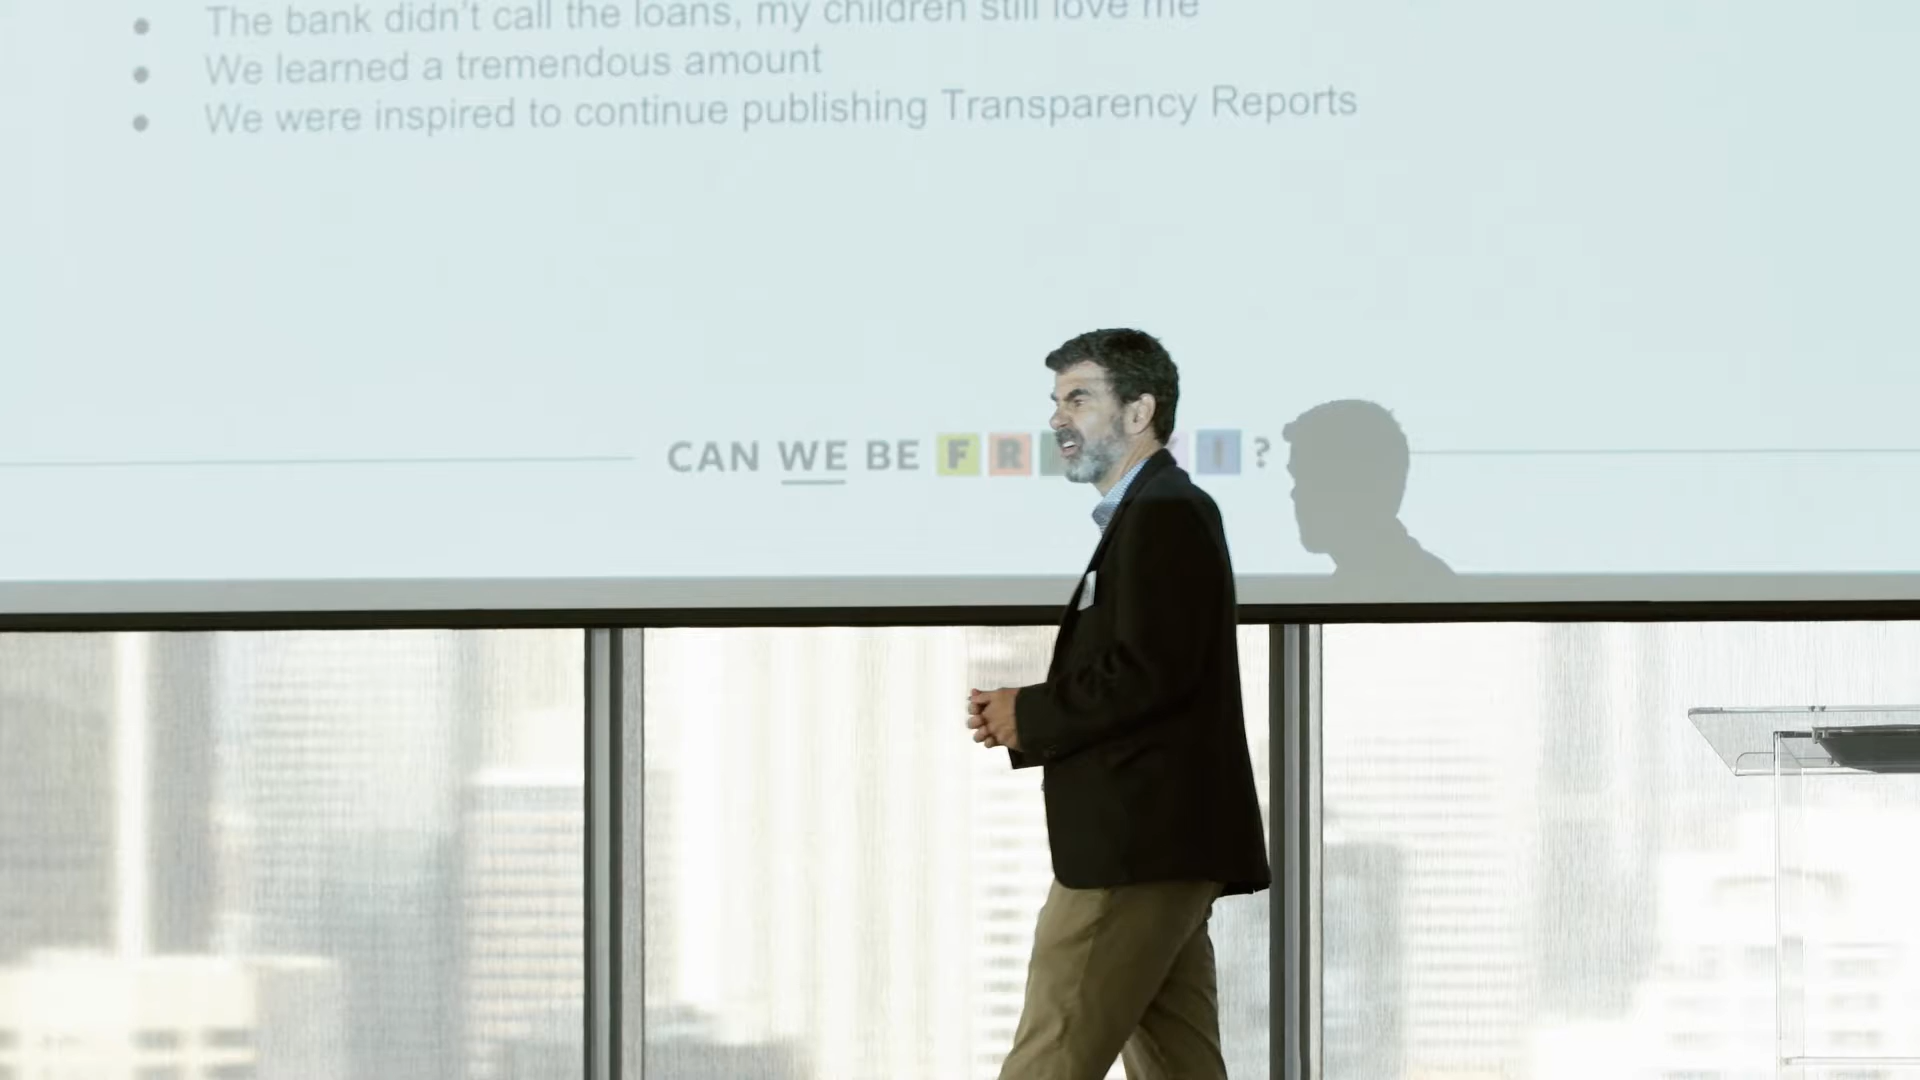 The bank didn't call the loans, my children still love me
We learned a tremendous amount
We were inspired to continue publishing Transparency Reports
CAN WE BE F R I ?